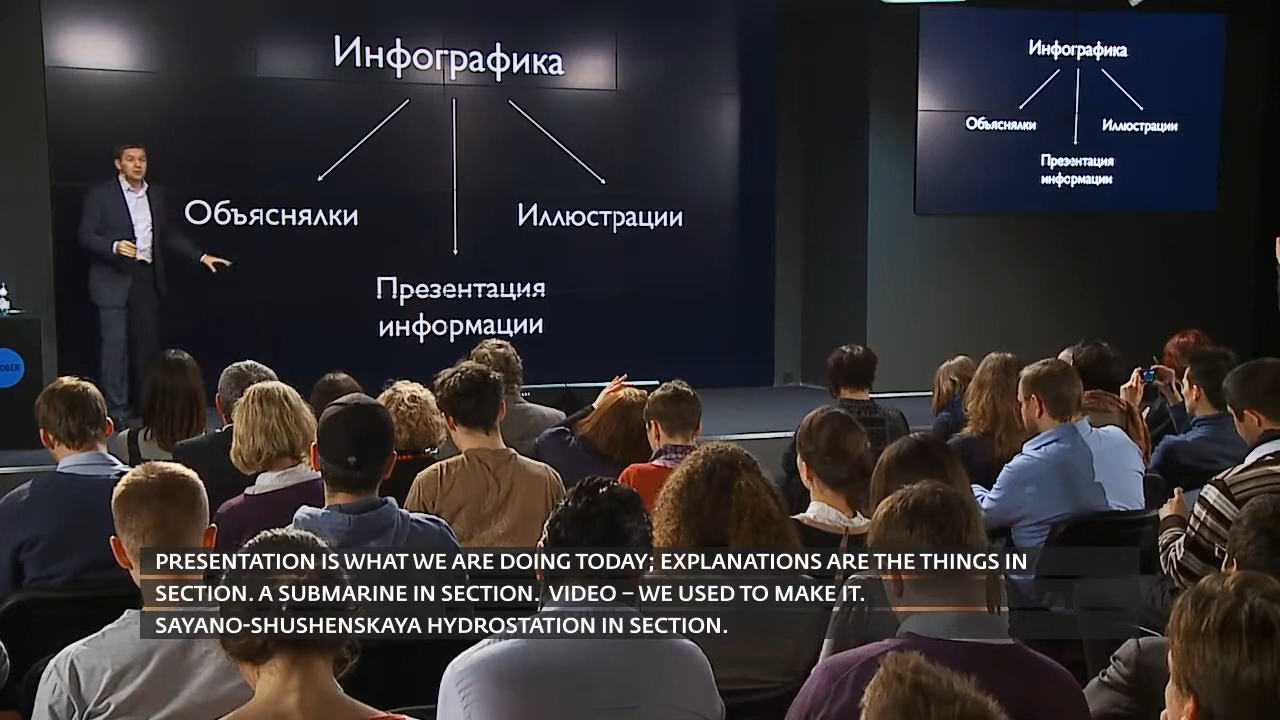 Инфографика
Объяснялки
Иллюстрации
Презентация
информации
Инфографика
Объяснялки
Иллюстрации
Презентация
информации
PRESENTATION IS WHAT WE ARE DOING TODAY; EXPLANATIONS ARE THE THINGS IN
SECTION. A SUBMARINE IN SECTION. VIDEO – WE USED TO MAKE IT.
SAYANO-SHUSHENSKAYA HYDROSTATION IN SECTION.